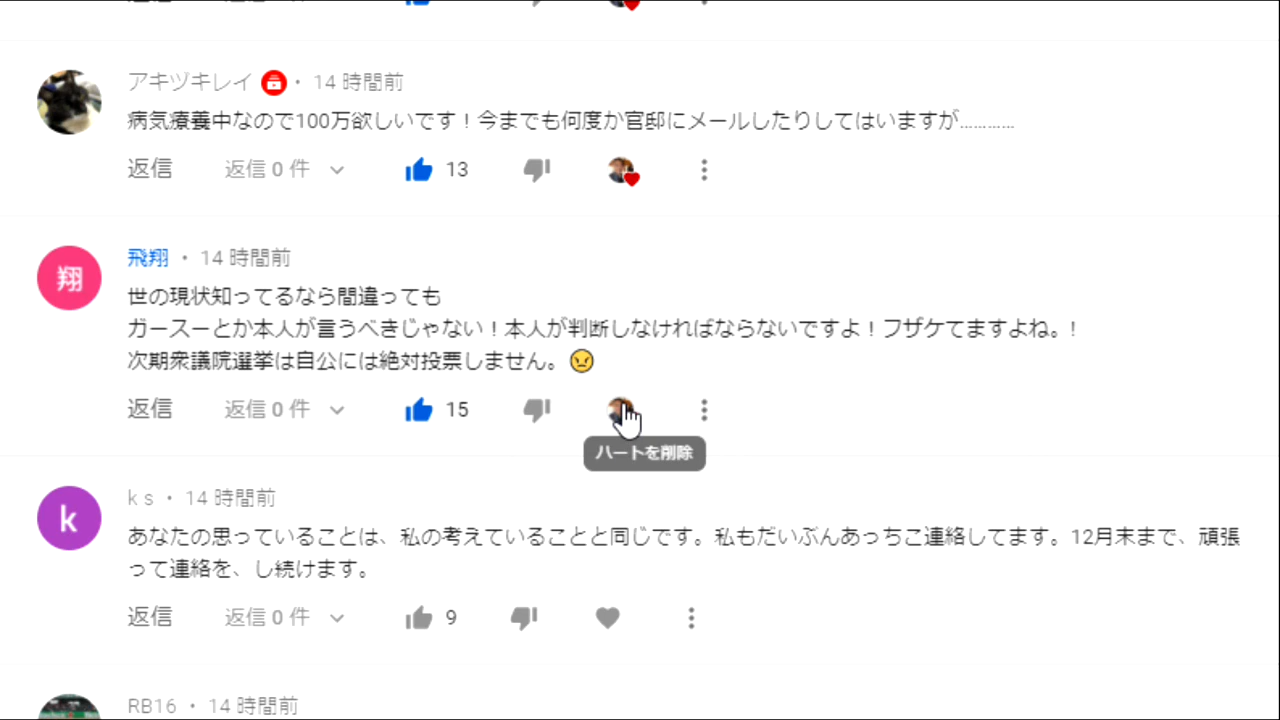 アキヅキレイ ・ 14 時間前
病気療養中なので100万欲しいです！今までも何度か官邸にメールしたりしてはいますが…………
返信 返信 0 件 13
翔 飛翔 ・ 14 時間前
世の現状知ってるなら間違っても
ガースーとか本人が言うべきじゃない！本人が判断しなければならないですよ！フザケてますよね。！
次期衆議院選挙は自公には絶対投票しません。😠
返信 返信 0 件 15
ハートを削除
k k s ・ 14 時間前
あなたの思っていることは、私の考えていることと同じです。私もだいぶんあっちこ連絡してます。12月末まで、頑張
って連絡を、し続けます。
返信 返信 0 件 9
RB16 ・ 14 時間前